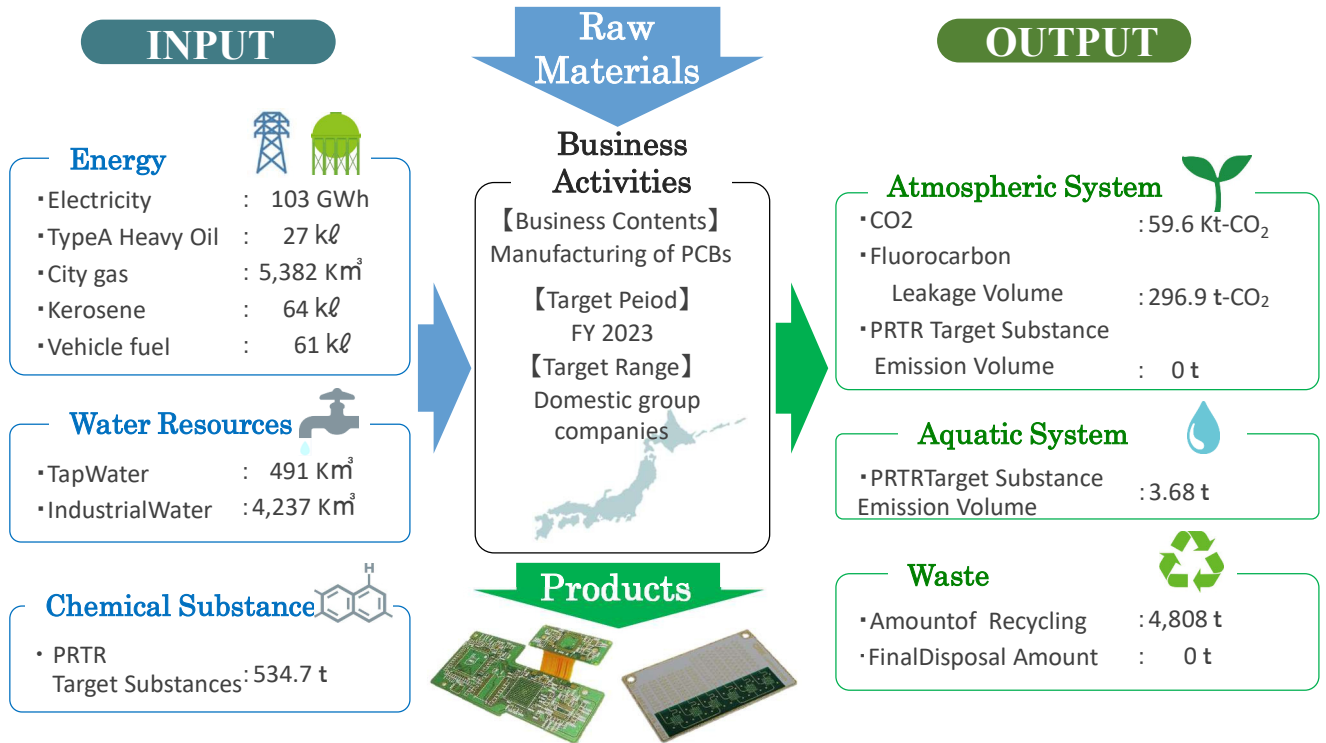 INPUT
Energy
・Electricity : 103 GWh
・TypeA Heavy Oil : 27 kℓ
・City gas : 5,382 K㎥
・Kerosene : 64 kℓ
・Vehicle fuel : 61 kℓ
Water Resources
・TapWater : 491 K㎥
・IndustrialWater : 4,237 K㎥
Chemical Substance
H
・ PRTR
Target Substances : 534.7 t
Raw
Materials
Business
Activities
【Business Contents】
Manufacturing of PCBs
【Target Peiod】
FY 2023
【Target Range】
Domestic group
companies
Products
OUTPUT
Atmospheric System
・CO2 : 59.6 Kt-CO₂
・Fluorocarbon
Leakage Volume : 296.9 t-CO₂
・PRTR Target Substance
Emission Volume : 0 t
Aquatic System
・PRTRTarget Substance
Emission Volume : 3.68 t
Waste
・Amountof Recycling : 4,808 t
・FinalDisposal Amount : 0 t